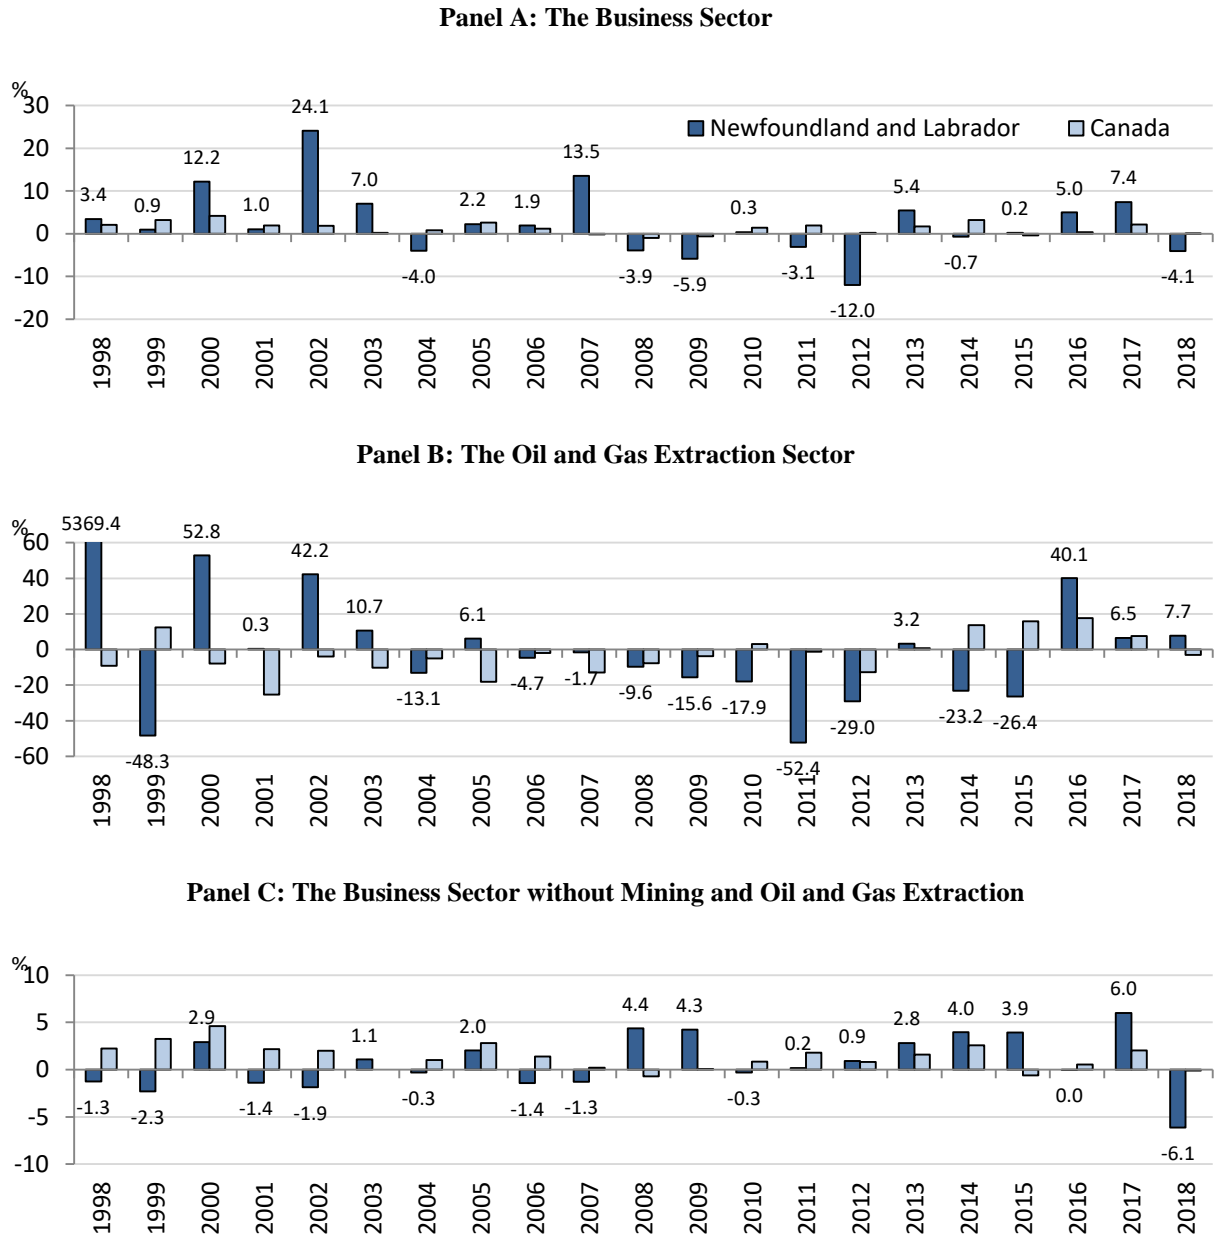 Panel A: The Business Sector
%
30
20
10
0
-10
-20
Newfoundland and Labrador Canada
3.4 0.9 12.2 1.0 24.1 7.0 -4.0 2.2 1.9 13.5 -3.9 -5.9 0.3 -3.1 -12.0 5.4 -0.7 0.2 5.0 7.4 -4.1
1998 1999 2000 2001 2002 2003 2004 2005 2006 2007 2008 2009 2010 2011 2012 2013 2014 2015 2016 2017 2018
Panel B: The Oil and Gas Extraction Sector
%
60
40
20
0
-20
-40
-60
5369.4 -48.3 52.8 0.3 42.2 10.7 -13.1 6.1 -4.7 -1.7 -9.6 -15.6 -17.9 -52.4 -29.0 3.2 -23.2 -26.4 40.1 6.5 7.7
1998 1999 2000 2001 2002 2003 2004 2005 2006 2007 2008 2009 2010 2011 2012 2013 2014 2015 2016 2017 2018
Panel C: The Business Sector without Mining and Oil and Gas Extraction
%
10
5
0
-5
-10
-1.3 -2.3 2.9 -1.4 -1.9 1.1 -0.3 2.0 -1.4 -1.3 4.4 4.3 -0.3 0.2 0.9 2.8 4.0 3.9 0.0 6.0 -6.1
1998 1999 2000 2001 2002 2003 2004 2005 2006 2007 2008 2009 2010 2011 2012 2013 2014 2015 2016 2017 2018